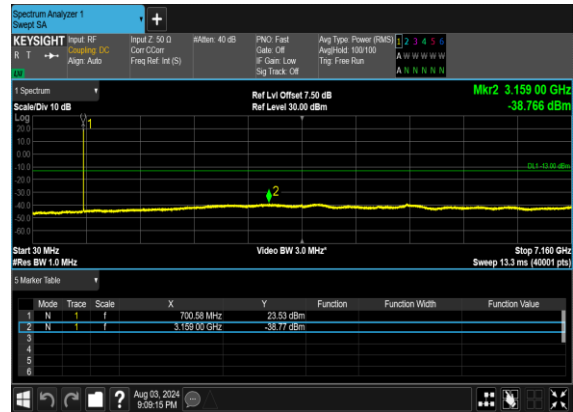 Spectrum Analyzer 1
Swept SA
+
KEYSIGHT Input: RF Input Z: 50 Ω #Atten: 40 dB PNO: Fast Avg Type: Power (RMS) 1 2 3 4 5 6
R T Coupling: DC Corr CCorr Gate: Off Avg|Hold: 100/100 A W W W W W
Align: Auto Freq Ref: Int (S) IF Gain: Low Trig: Free Run
LW Sig Track: Off A N N N N N
1 Spectrum Ref Lvl Offset 7.50 dB Mkr2 3.159 00 GHz
Scale/Div 10 dB Ref Level 30.00 dBm -38.766 dBm
Log
1
20.0
10.0
0.00
-10.0 DL1 -13.00 dBm
-20.0
-30.0 2
-40.0
-50.0
-60.0
Start 30 MHz Video BW 3.0 MHz* Stop 7.160 GHz
#Res BW 1.0 MHz Sweep 13.3 ms (40001 pts)
5 Marker Table
Mode Trace Scale X Y Function Function Width Function Value
1 N 1 f 700.58 MHz 23.53 dBm
2 N 1 f 3.159 00 GHz -38.77 dBm
3
4
5
6
? Aug 03, 2024
9:09:15 PM